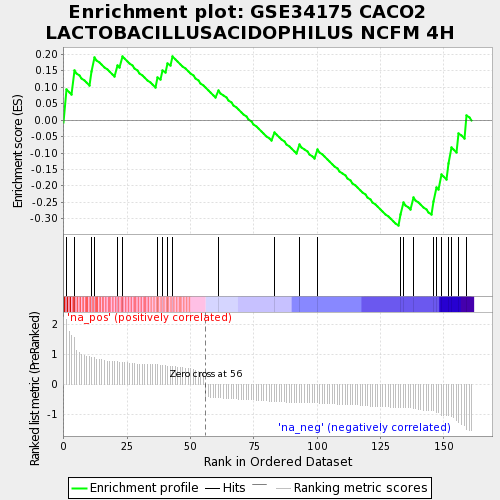 Enrichment plot: GSE34175 CACO2
LACTOBACILLUSACIDOPHILUS NCFM 4H
Enrichment score (ES)
0.20
0.15
0.10
0.05
0.00
-0.05
-0.10
-0.15
-0.20
-0.25
-0.30
'na_pos' (positively correlated)
Ranked list metric (PreRanked)
2
1
0
-1
Zero cross at 56
'na_neg' (negatively correlated)
0 25 50 75 100 125 150
Rank in Ordered Dataset
Enrichment profile Hits Ranking metric scores